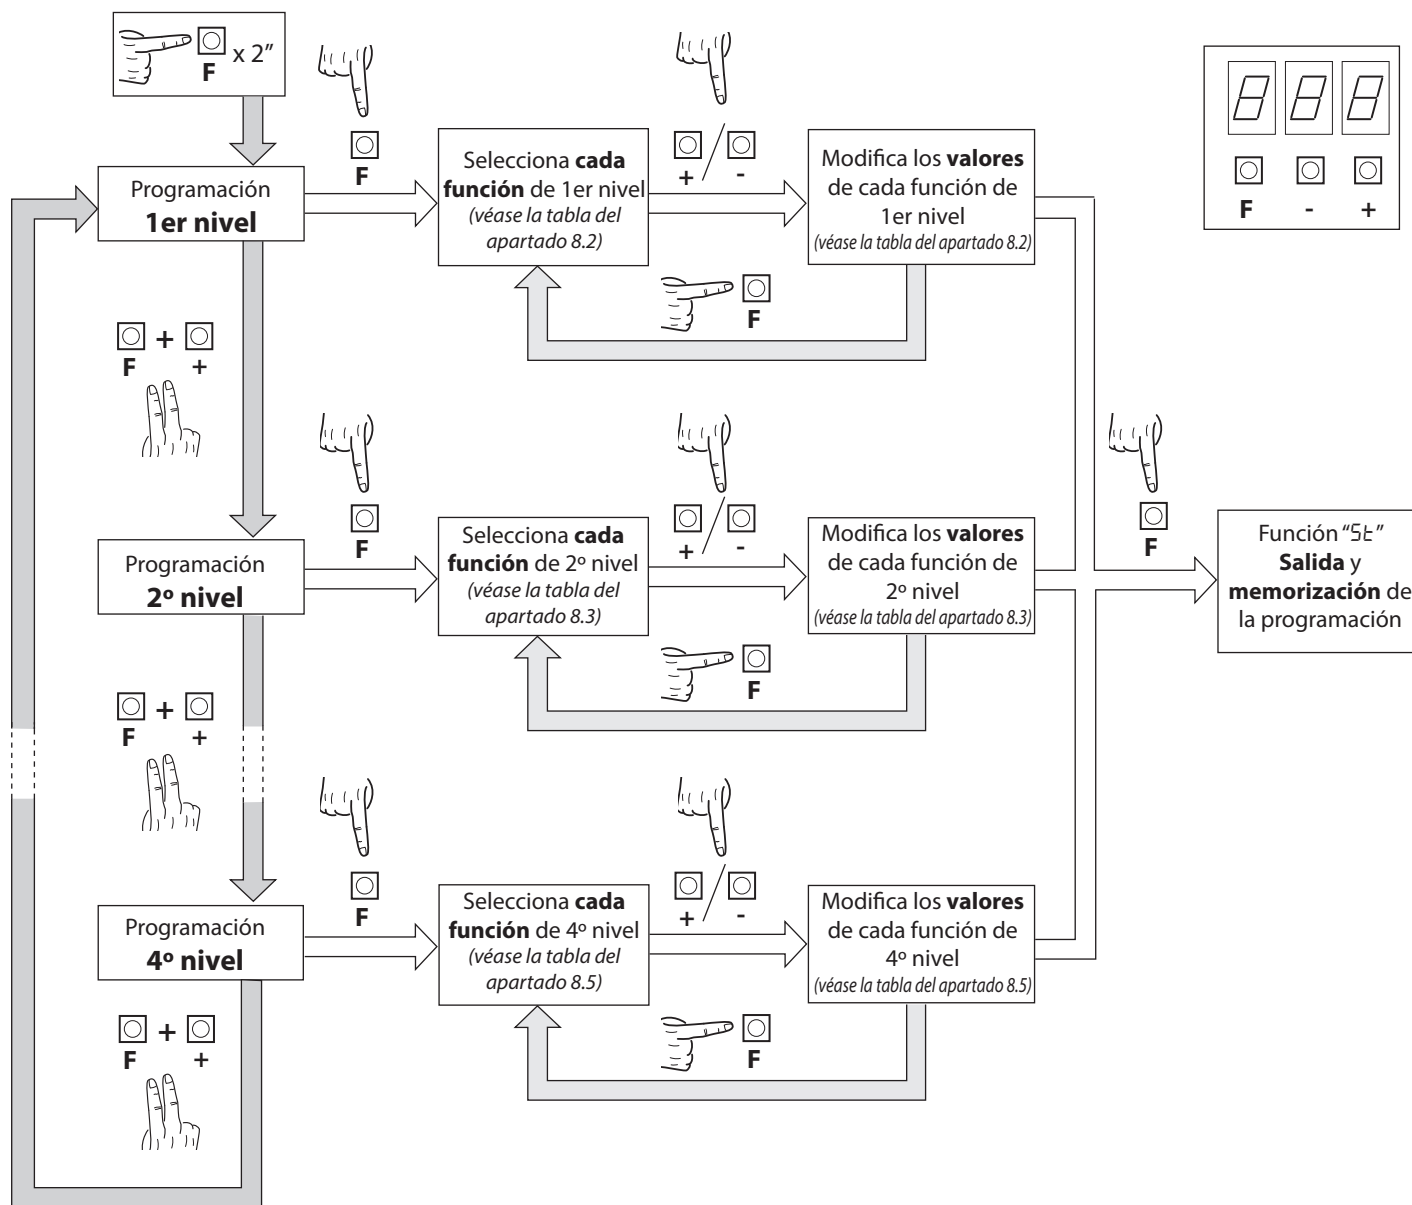 F
x 2”
Programación
1er nivel
F
Selecciona cada
función de 1er nivel
(véase la tabla del
apartado 8.2)
+ / -
Modifica los valores
de cada función de
1er nivel
(véase la tabla del apartado 8.2)
F
F - +
F + +
Programación
2º nivel
F
Selecciona cada
función de 2º nivel
(véase la tabla del
apartado 8.3)
+ / -
Modifica los valores
de cada función de
2º nivel
(véase la tabla del apartado 8.3)
F
F
Función “St”
Salida y
memorización de
la programación
F + +
Programación
4º nivel
F
Selecciona cada
función de 4º nivel
(véase la tabla del
apartado 8.5)
+ / -
Modifica los valores
de cada función de
4º nivel
(véase la tabla del apartado 8.5)
F
F + +
8 8 8